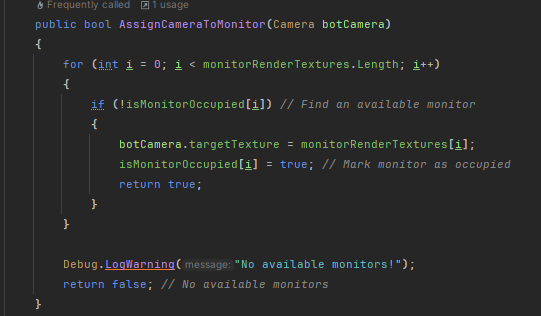 Frequently called 1 usage
public bool AssignCameraToMonitor(Camera botCamera)
{
    for (int i = 0; i < monitorRenderTextures.Length; i++)
    {
        if (!isMonitorOccupied[i]) // Find an available monitor
        {
            botCamera.targetTexture = monitorRenderTextures[i];
            isMonitorOccupied[i] = true; // Mark monitor as occupied
            return true;
        }
    }

    Debug.LogWarning(message:"No available monitors!");
    return false; // No available monitors
}